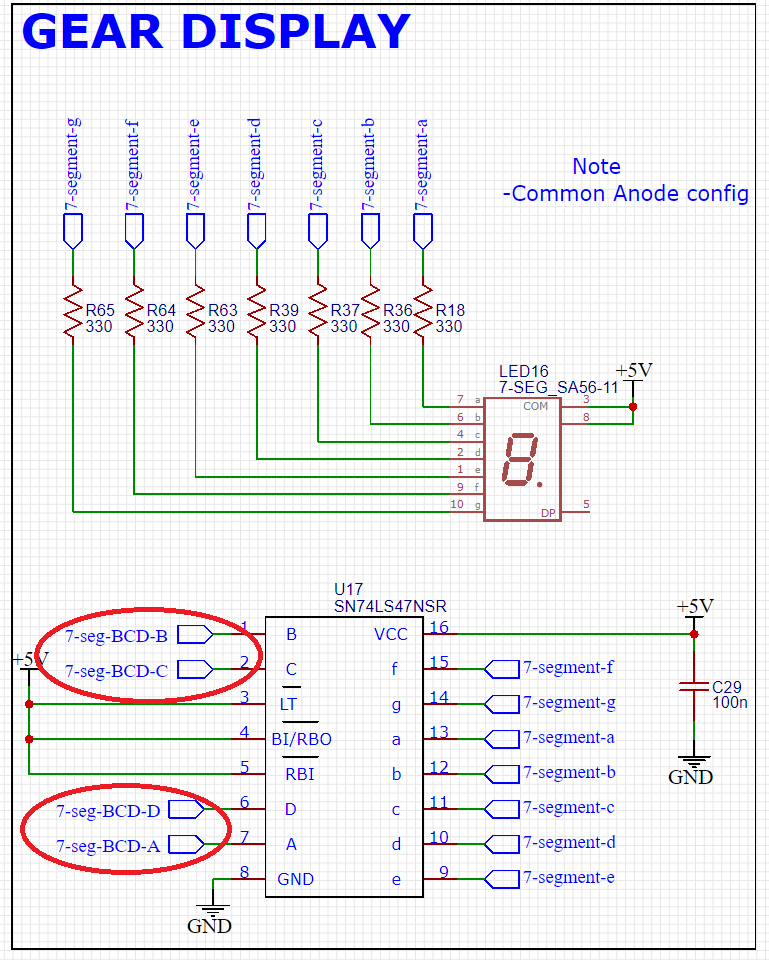 GEAR DISPLAY
7-segment-g
7-segment-f
7-segment-e
7-segment-d
7-segment-c
7-segment-b
7-segment-a
Note
-Common Anode config
R65
330
R64
330
R63
330
R39
330
R37
330
R36
330
R18
330
LED16
7-SEG_SA56-11
+5V
7 a
6 b
4 c
2 d
1 e
9 f
10 g
COM
3
8
8.
DP
5
U17
SN74LS47NSR
7-seg-BCD-B 1 B
7-seg-BCD-C 2 C
+5V
3 LT
4 BI/RBO
5 RBI
7-seg-BCD-D 6 D
7-seg-BCD-A 7 A
8 GND
GND
VCC 16
f 15 7-segment-f
g 14 7-segment-g
a 13 7-segment-a
b 12 7-segment-b
c 11 7-segment-c
d 10 7-segment-d
e 9 7-segment-e
+5V
C29
100n
GND